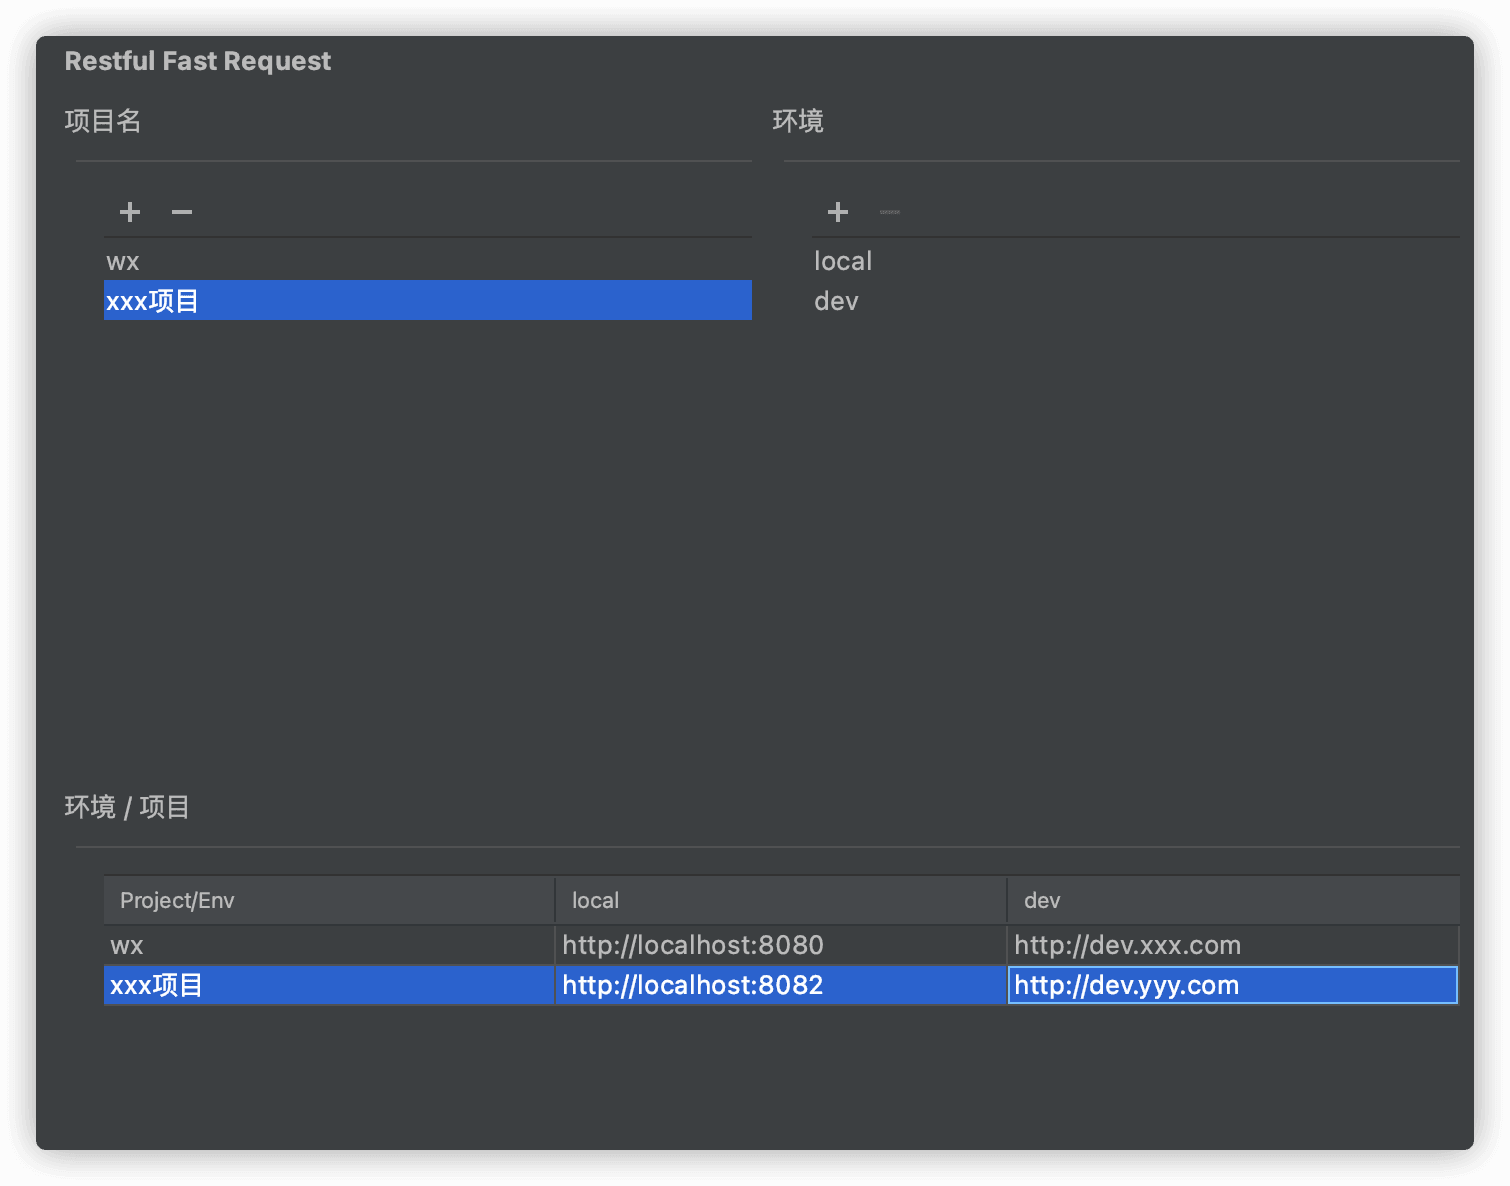 Restful Fast Request
项目名
环境
wx
xxx项目
local
dev
环境 / 项目
Project/Env local dev
wx http://localhost:8080 http://dev.xxx.com
xxx项目 http://localhost:8082 http://dev.yyy.com